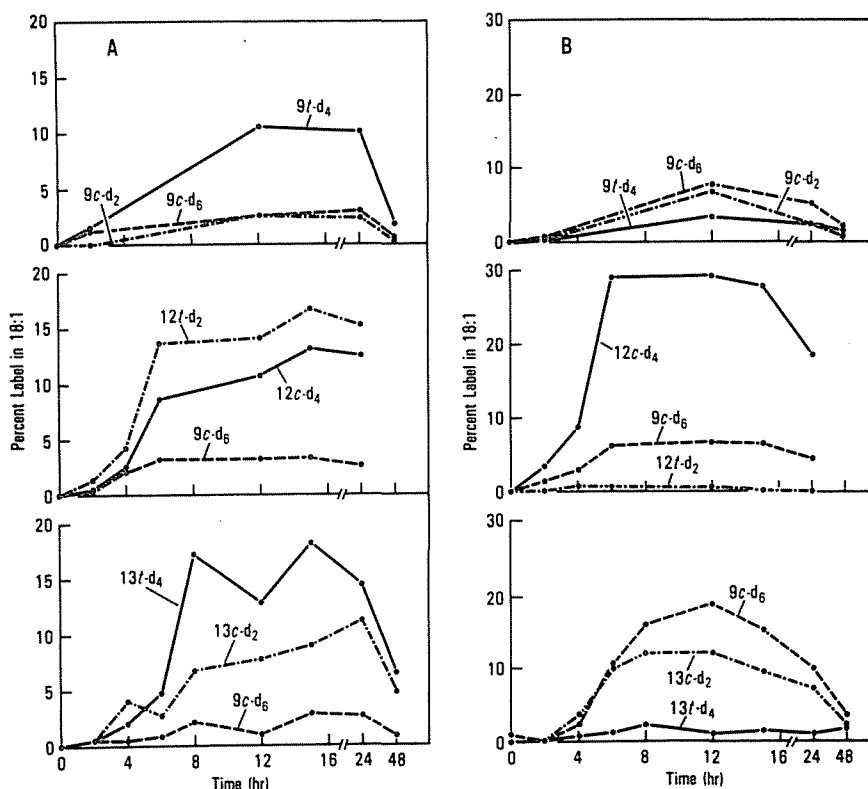 A
20
15
10
5
0
9t-d4
9c-d2
9c-d6
20
15
10
5
0
12t-d2
12c-d4
9c-d6
20
15
10
5
0
13t-d4
13c-d2
9c-d6
0
4
8
12
16
24
48
Time (hr)
Percent Label in 18:1
B
30
20
10
0
9t-d4
9c-d6
9c-d2
30
20
10
0
12c-d4
9c-d6
12t-d2
30
20
10
0
9c-d6
13c-d2
13t-d4
0
4
8
12
16
24
48
Time (hr)
Percent Label in 18:1